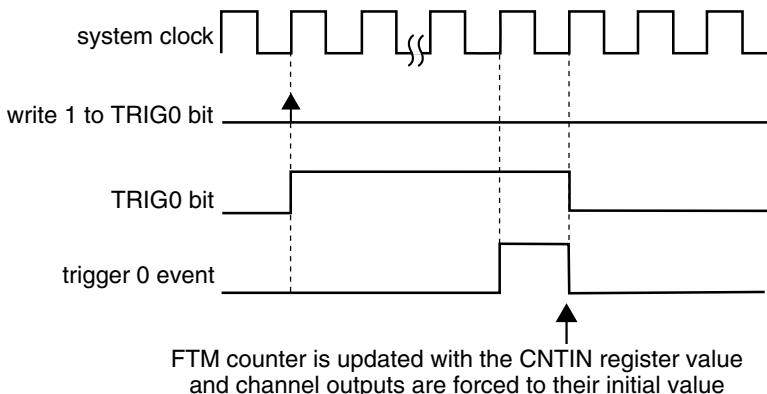 system clock
write 1 to TRIG0 bit
TRIG0 bit
trigger 0 event
FTM counter is updated with the CNTIN register value
and channel outputs are forced to their initial value